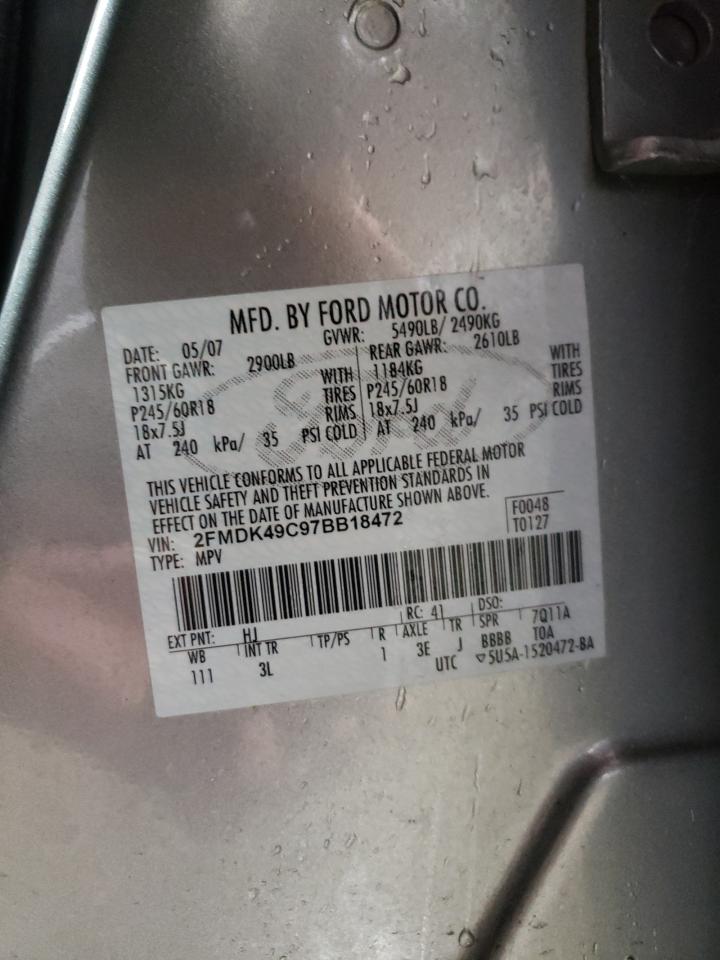 MFD. BY FORD MOTOR CO.
DATE: 05/07 GVWR: 5490LB/ 2490KG
FRONT GAWR: 2900LB REAR GAWR: 2610LB
1315KG WITH 1184KG WITH
P245/60R18 TIRES P245/60R18 TIRES
18x7.5J RIMS 18x7.5J RIMS
AT 240 kPa/ 35 PSI COLD AT 240 kPa/ 35 PSI COLD
Ford
THIS VEHICLE CONFORMS TO ALL APPLICABLE FEDERAL MOTOR
VEHICLE SAFETY AND THEFT PREVENTION STANDARDS IN
EFFECT ON THE DATE OF MANUFACTURE SHOWN ABOVE.
VIN: 2FMDK49C97BB18472 F0048
TYPE: MPV T0127
EXT PNT: HJ RC: 41 DSO:
WB INT TR TP/PS R AXLE TR SPR 7Q11A
111 3L 1 3E J BBBB TOA
UTC ▽5U5A-1520472-BA